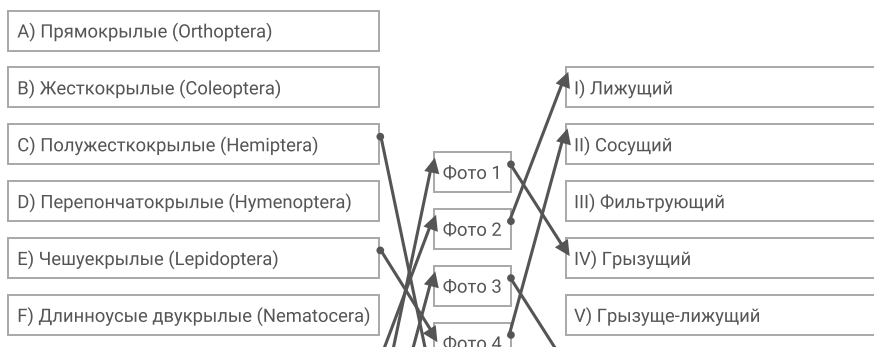 A) Прямокрылые (Orthoptera)
B) Жесткокрылые (Coleoptera)
C) Полужесткокрылые (Hemiptera)
D) Перепончатокрылые (Hymenoptera)
E) Чешуекрылые (Lepidoptera)
F) Длинноусые двукрылые (Nematocera)
Фото 1
Фото 2
Фото 3
Фото 4
I) Лижущий
II) Сосущий
III) Фильтрующий
IV) Грызущий
V) Грызуще-лижущий